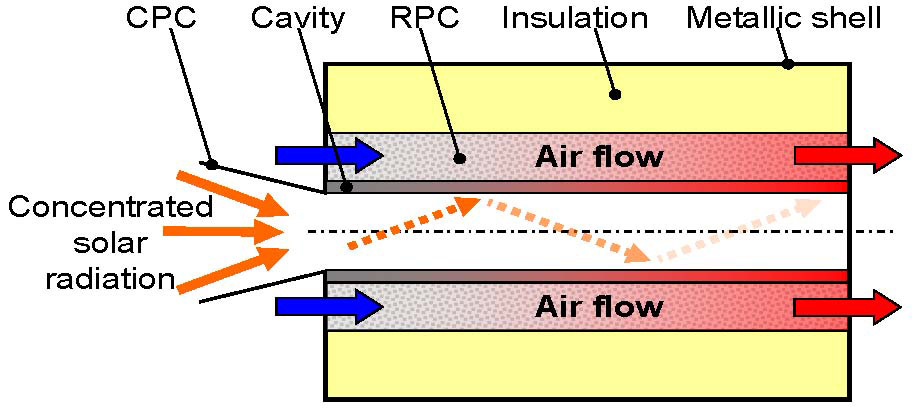 CPC Cavity RPC Insulation Metallic shell
Air flow
Concentrated
solar
radiation
Air flow